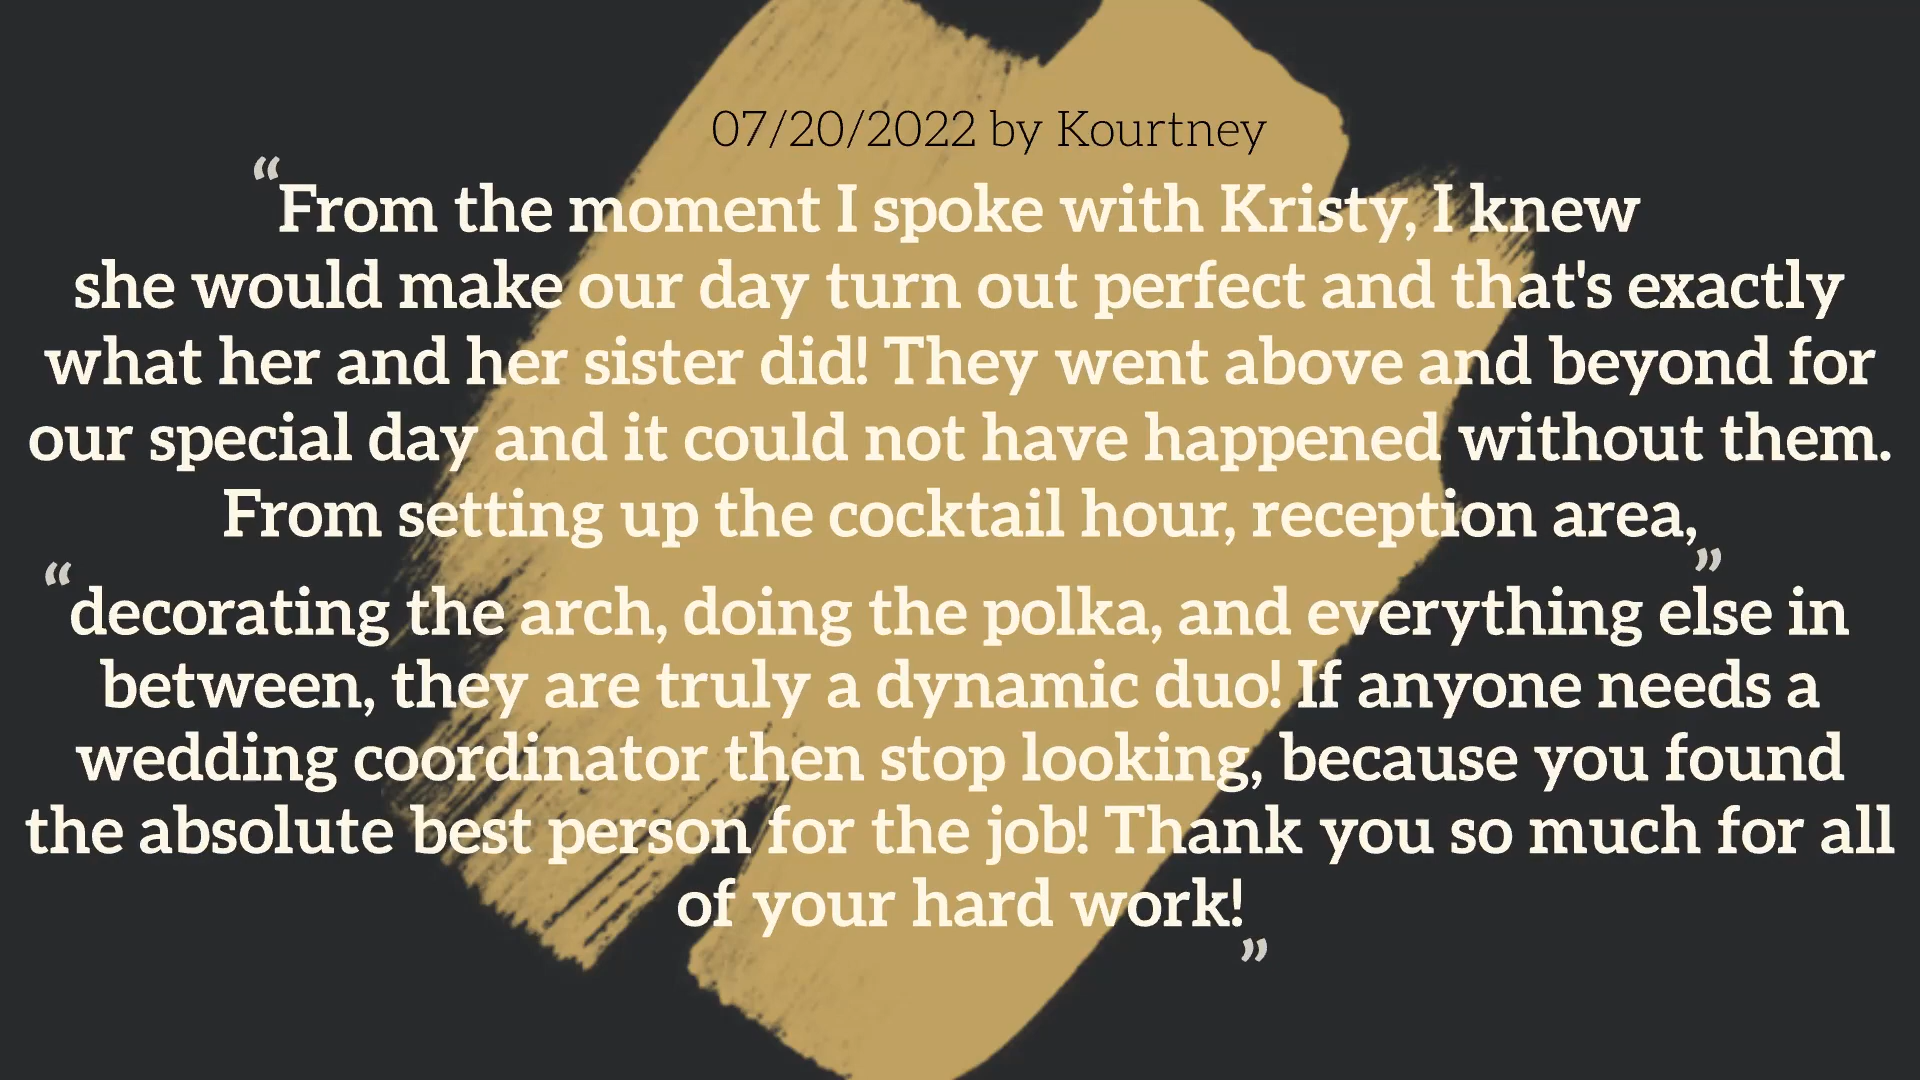 07/20/2022 by Kourtney
“From the moment I spoke with Kristy, I knew
she would make our day turn out perfect and that's exactly
what her and her sister did! They went above and beyond for
our special day and it could not have happened without them.
From setting up the cocktail hour, reception area,”
“decorating the arch, doing the polka, and everything else in
between, they are truly a dynamic duo! If anyone needs a
wedding coordinator then stop looking, because you found
the absolute best person for the job! Thank you so much for all
of your hard work!”